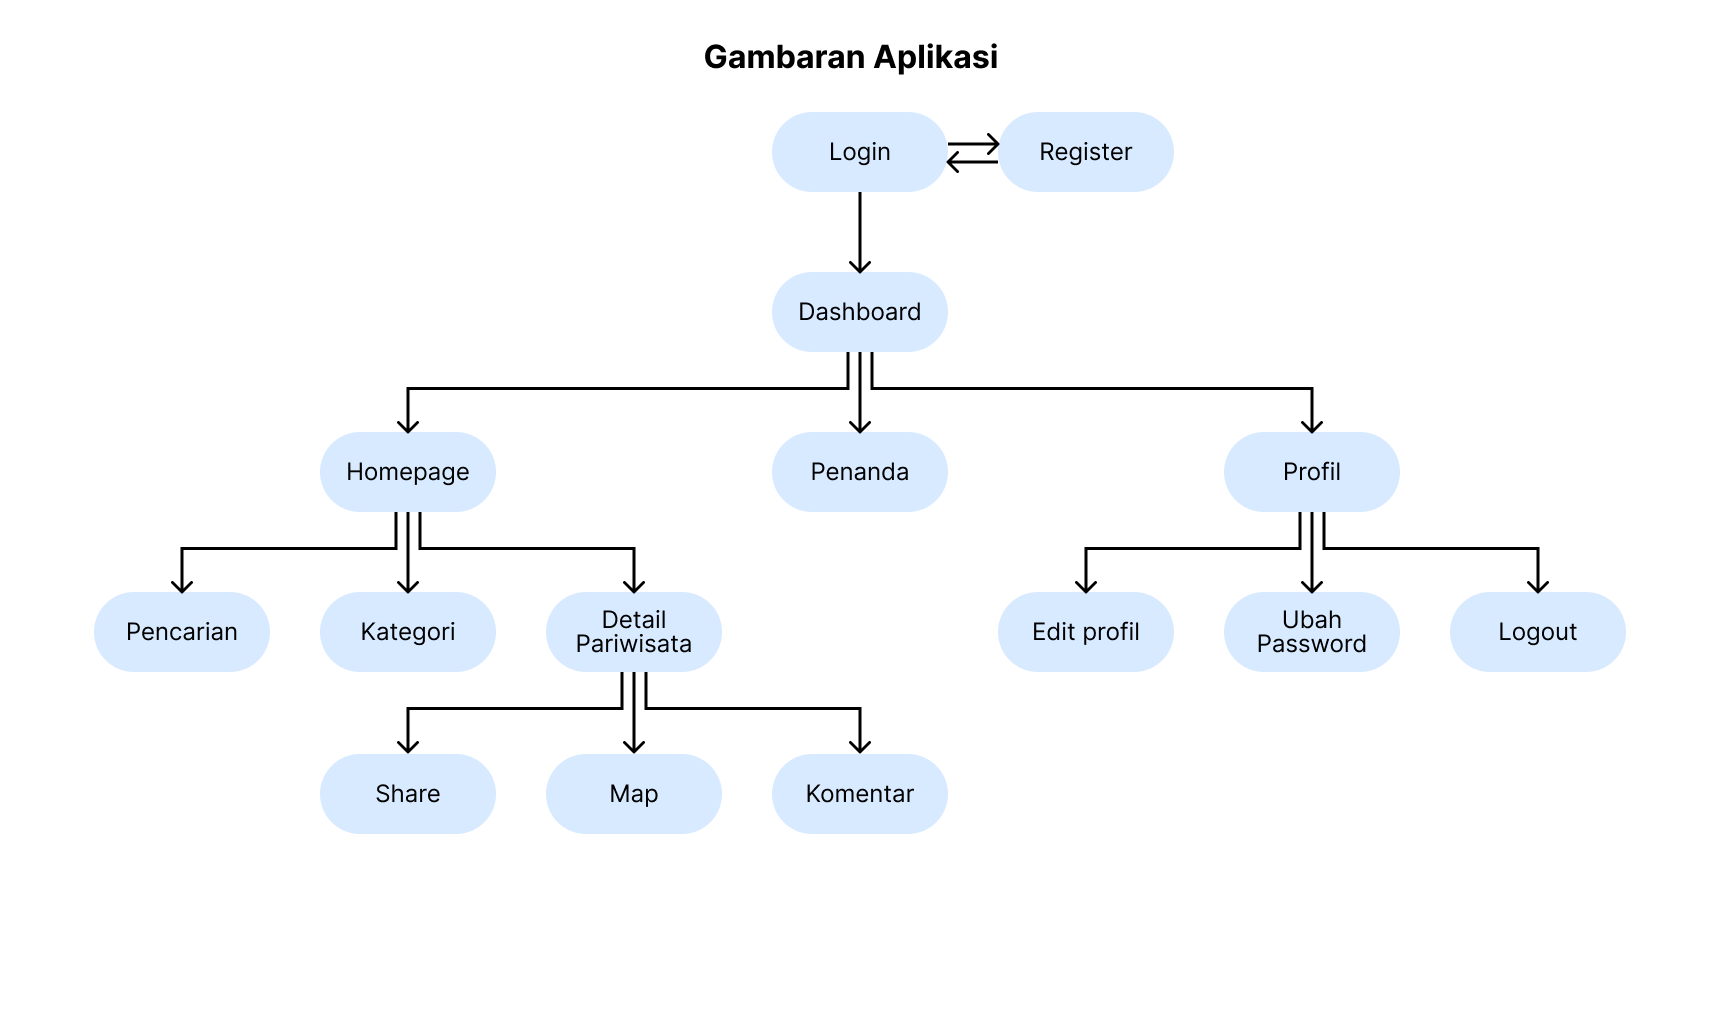 Gambaran Aplikasi
Login
Register
Dashboard
Homepage
Penanda
Profil
Pencarian
Kategori
Detail
Pariwisata
Edit profil
Ubah
Password
Logout
Share
Map
Komentar